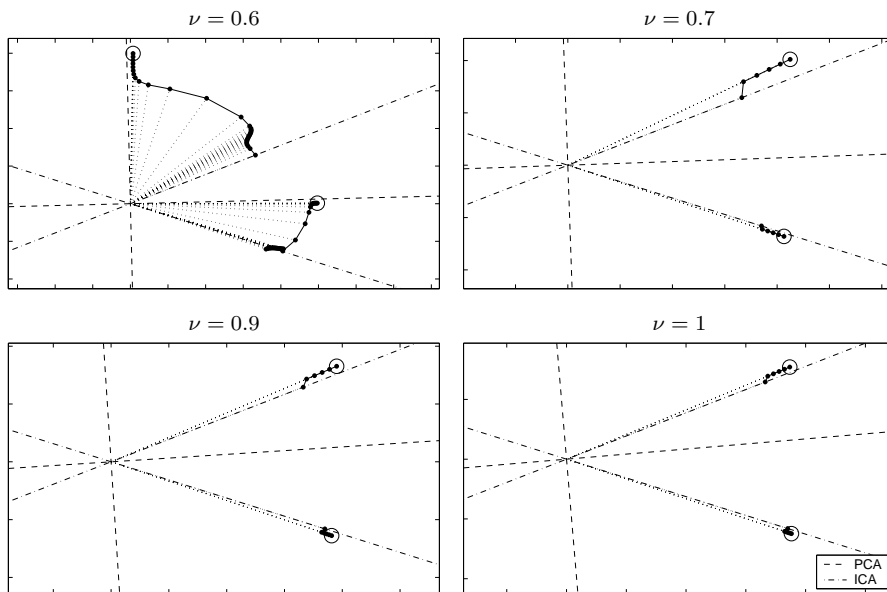 ν = 0.6
ν = 0.7
ν = 0.9
ν = 1
PCA
ICA